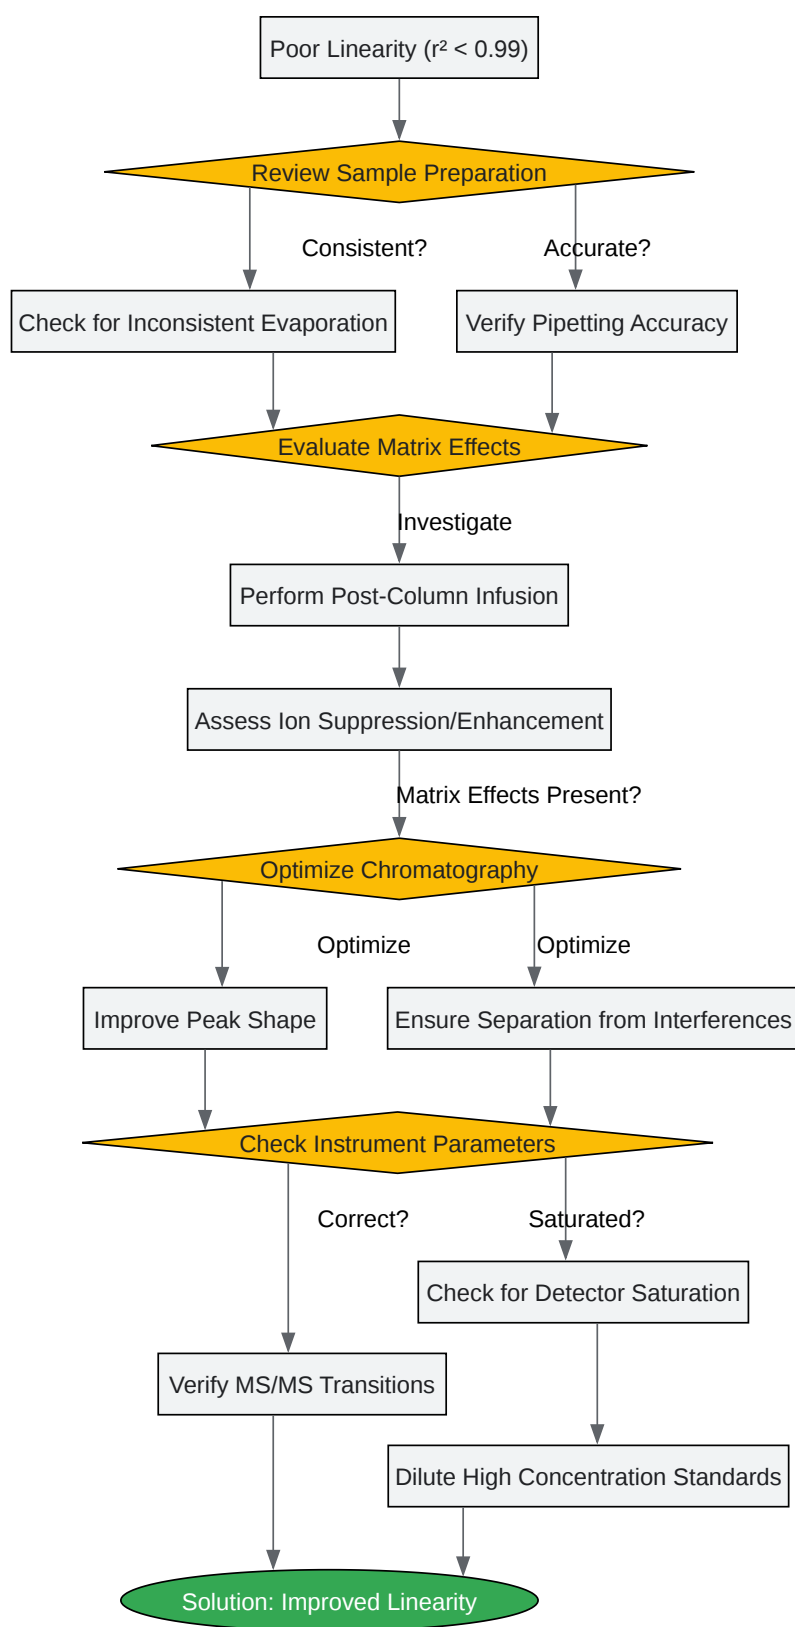 Poor Linearity (r² < 0.99)
Review Sample Preparation
Consistent?
Accurate?
Check for Inconsistent Evaporation
Verify Pipetting Accuracy
Evaluate Matrix Effects
Investigate
Perform Post-Column Infusion
Assess Ion Suppression/Enhancement
Matrix Effects Present?
Optimize Chromatography
Optimize
Optimize
Improve Peak Shape
Ensure Separation from Interferences
Check Instrument Parameters
Correct?
Saturated?
Check for Detector Saturation
Verify MS/MS Transitions
Dilute High Concentration Standards
Solution: Improved Linearity